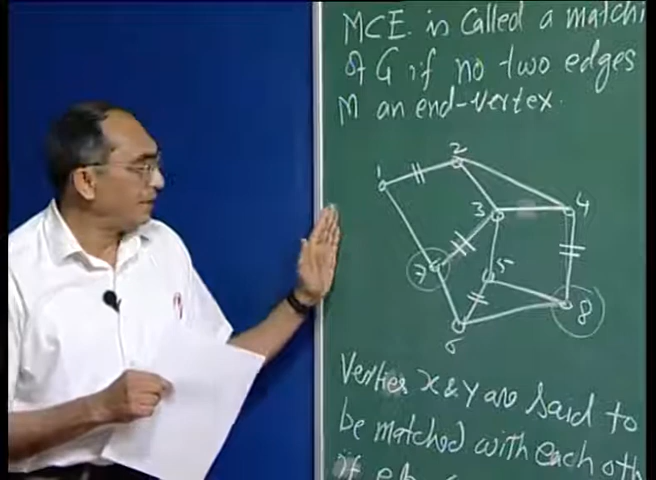 MCE. is called a matchi
of G if no two edges
M an end-vertex.
1
2
3
4
7
5
8
6
Vertices x & y are said to
be matched with each oth
if